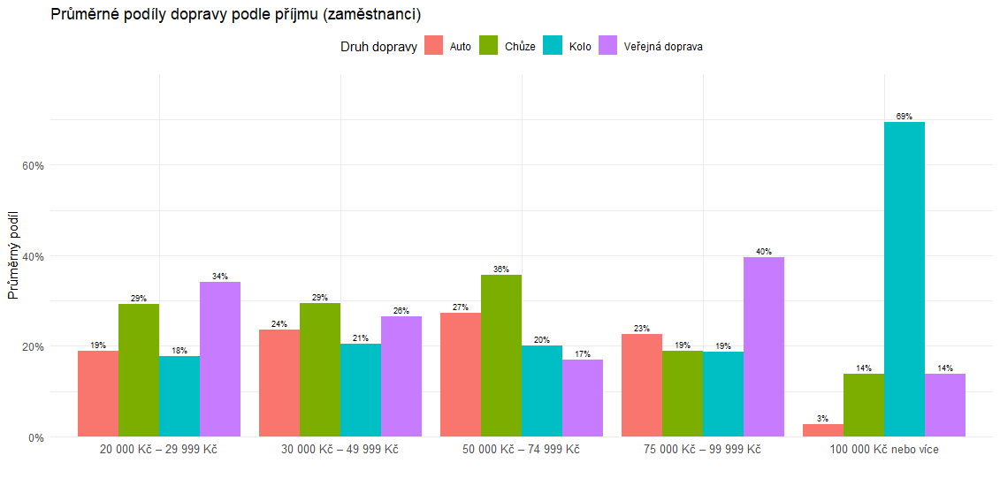 Průměrné podíly dopravy podle příjmu (zaměstnanci)
Druh dopravy Auto Chůze Kolo Veřejná doprava
Průměrný podíl
60%
40%
20%
0%
19% 29% 18% 34%
24% 29% 21% 26%
27% 36% 20% 17%
23% 19% 19% 40%
3% 14% 69% 14%
20 000 Kč – 29 999 Kč
30 000 Kč – 49 999 Kč
50 000 Kč – 74 999 Kč
75 000 Kč – 99 999 Kč
100 000 Kč nebo více